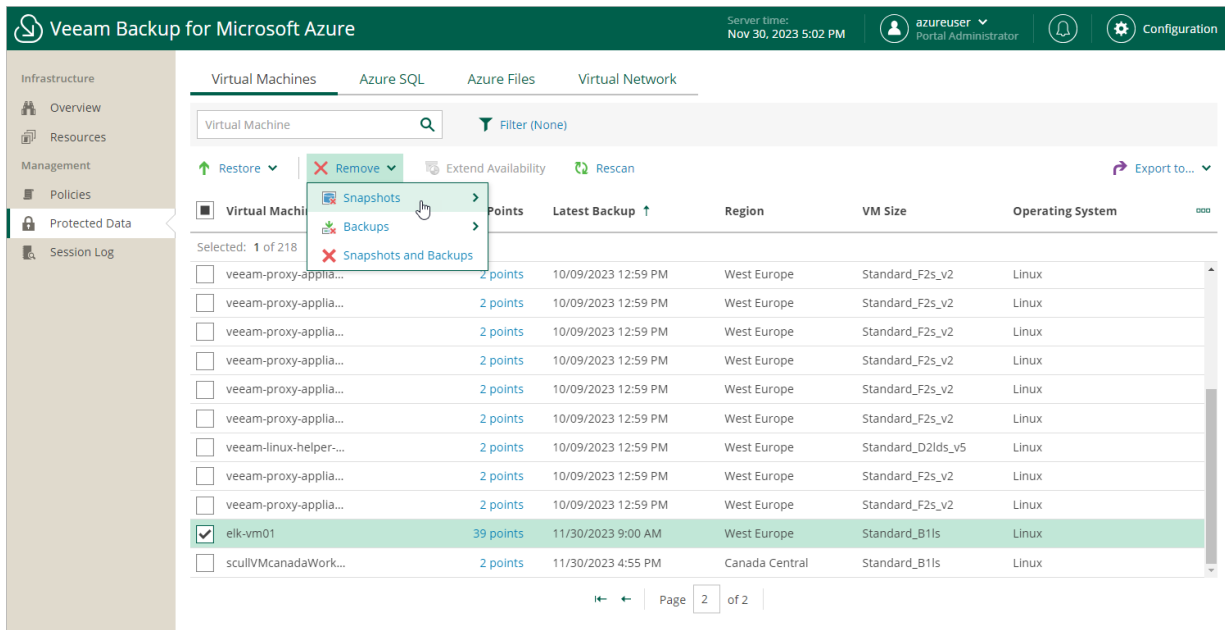 Veeam Backup for Microsoft Azure
Server time:
Nov 30, 2023 5:02 PM
azureuser
Portal Administrator
Configuration
Infrastructure
Overview
Resources
Management
Policies
Protected Data
Session Log
Virtual Machines Azure SQL Azure Files Virtual Network
Virtual Machine Filter (None)
Restore Remove Extend Availability Rescan Export to...
Snapshots
Backups
Snapshots and Backups
Virtual Machin Points Latest Backup Region VM Size Operating System
Selected: 1 of 218
veeam-proxy-applia... 2 points 10/09/2023 12:59 PM West Europe Standard_F2s_v2 Linux
veeam-proxy-applia... 2 points 10/09/2023 12:59 PM West Europe Standard_F2s_v2 Linux
veeam-proxy-applia... 2 points 10/09/2023 12:59 PM West Europe Standard_F2s_v2 Linux
veeam-proxy-applia... 2 points 10/09/2023 12:59 PM West Europe Standard_F2s_v2 Linux
veeam-proxy-applia... 2 points 10/09/2023 12:59 PM West Europe Standard_F2s_v2 Linux
veeam-proxy-applia... 2 points 10/09/2023 12:59 PM West Europe Standard_F2s_v2 Linux
veeam-linux-helper-... 2 points 10/09/2023 12:59 PM West Europe Standard_D2lds_v5 Linux
veeam-proxy-applia... 2 points 10/09/2023 12:59 PM West Europe Standard_F2s_v2 Linux
veeam-proxy-applia... 2 points 10/09/2023 12:59 PM West Europe Standard_F2s_v2 Linux
elk-vm01 39 points 11/30/2023 9:00 AM West Europe Standard_B1ls Linux
scullVMcanadaWork... 2 points 11/30/2023 4:55 PM Canada Central Standard_B1ls Linux
Page 2 of 2